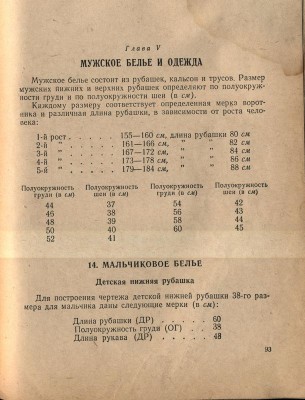 Глава V
МУЖСКОЕ БЕЛЬЕ И ОДЕЖДА
Мужское белье состоит из рубашек, кальсон и трусов. Размер
мужских нижних и верхних рубашек определяют по полуокруж-
ности груди и по полуокружности шеи (в см).
Каждому размеру соответствует определенная мерка ворот-
ника и различная длина рубашки, в зависимости от роста чело-
века:
1-й рост . . . . . . 155—160 см, длина рубашки 80 см
2-й " . . . . . . 161—166 см, " " 82 см
3-й " . . . . . . 167—172 см, " " 84 см
4-й " . . . . . . 173—178 см, " " 86 см
5-й " . . . . . . 179—184 см, " " 88 см
Полуокружность Полуокружность Полуокружность Полуокружность
груди (в см) шеи (в см) груди (в см) шеи (в см)
44 37 54 42
46 38 56 43
48 39 58 44
50 40 60 45
52 41
14. МАЛЬЧИКОВОЕ БЕЛЬЕ
Детская нижняя рубашка
Для построения чертежа детской нижней рубашки 38-го раз-
мера для мальчика даны следующие мерки (в см):
Длина рубашки (ДР) . . . . . 60
Полуокружность груди (ОГ) . . 38
Длина рукава (ДР) . . . . . 48
93